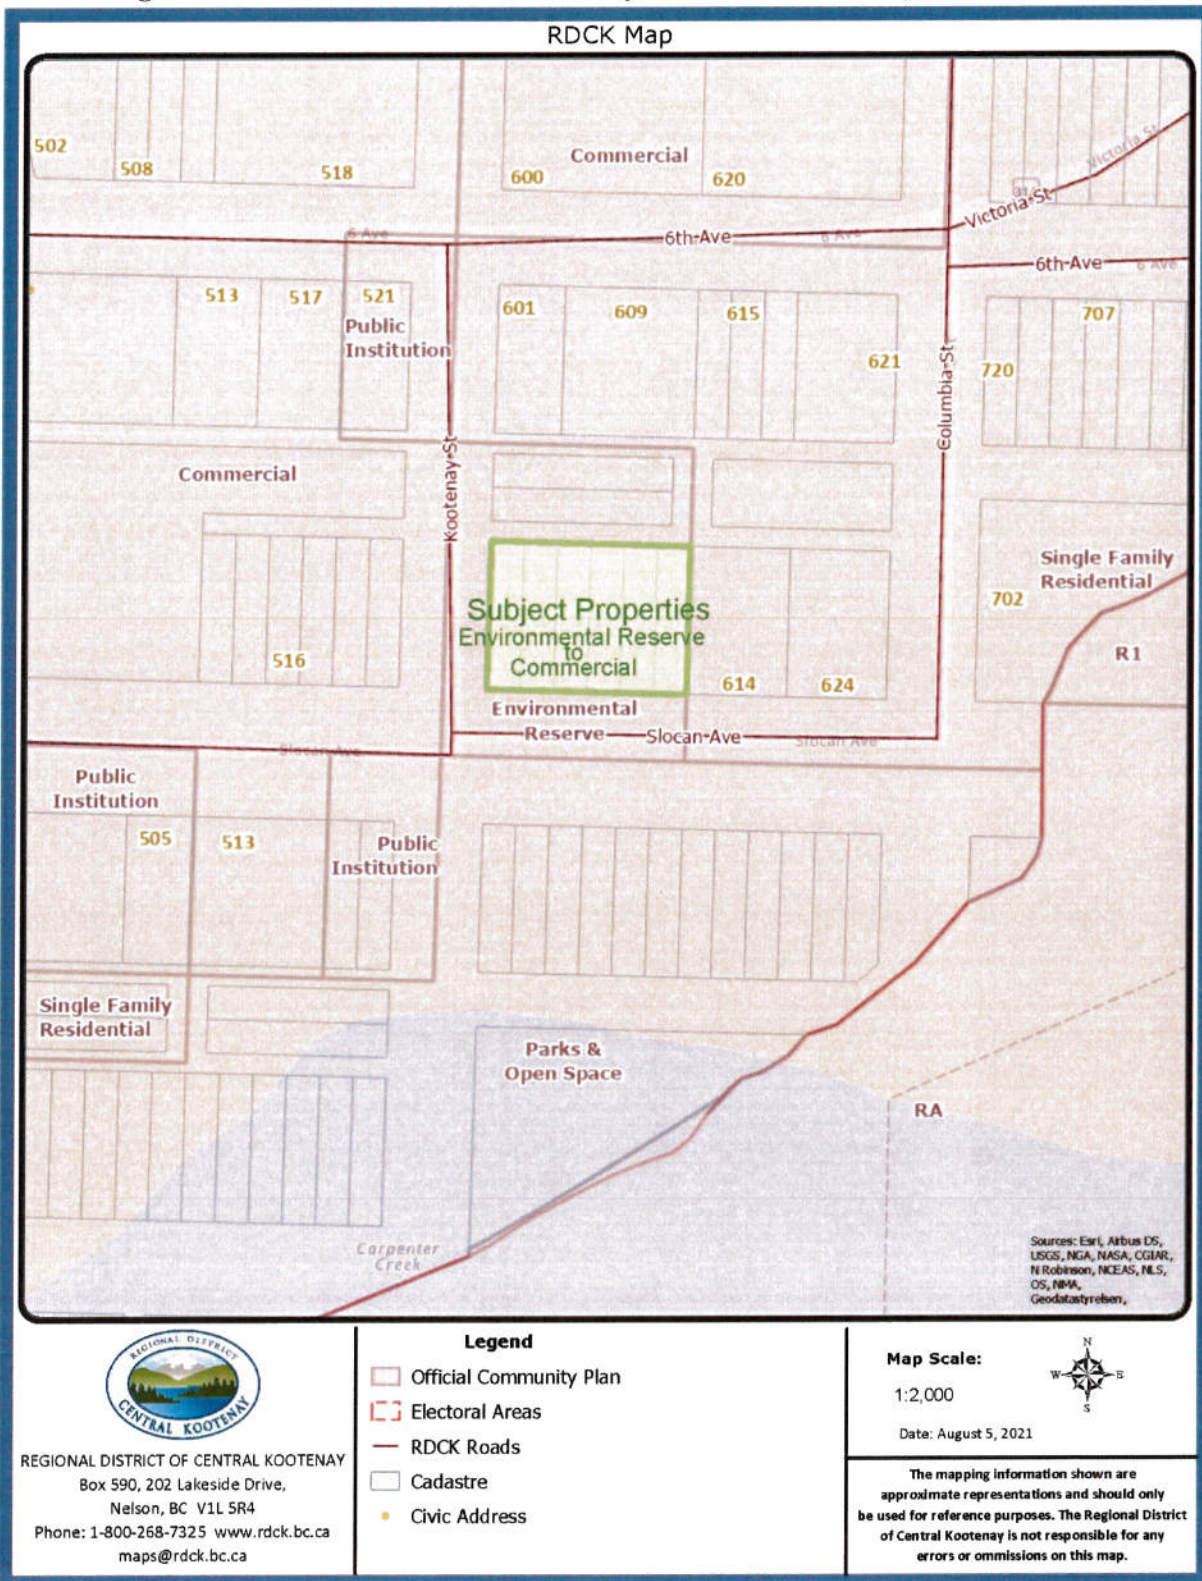 RDCK Map
502
508
518
600
Commercial
620
Victoria St
31A
Victoria St
6 Ave
6th Ave
6 Ave
6th Ave
6 Ave
513
517
521
601
609
615
621
707
720
Public
Institution
Kootenay St
Columbia St
Commercial
516
Subject Properties
Environmental Reserve
to
Commercial
614
624
Single Family
Residential
702
R1
Environmental
Reserve
Slocan Ave
Slocan Ave
Slocan Ave
Public
Institution
505
513
Public
Institution
Single Family
Residential
Parks &
Open Space
RA
Carpenter
Creek
Sources: Esri, Airbus DS,
USGS, NGA, NASA, CGIAR,
N Robinson, NCEAS, NLS,
OS, NMA,
Geodatastyrelsen,
REGIONAL DISTRICT
CENTRAL KOOTENAY
REGIONAL DISTRICT OF CENTRAL KOOTENAY
Box 590, 202 Lakeside Drive,
Nelson, BC V1L 5R4
Phone: 1-800-268-7325 www.rdck.bc.ca
maps@rdck.bc.ca
Legend
Official Community Plan
Electoral Areas
RDCK Roads
Cadastre
Civic Address
Map Scale:
1:2,000
N
W
E
S
Date: August 5, 2021
The mapping information shown are
approximate representations and should only
be used for reference purposes. The Regional District
of Central Kootenay is not responsible for any
errors or ommissions on this map.